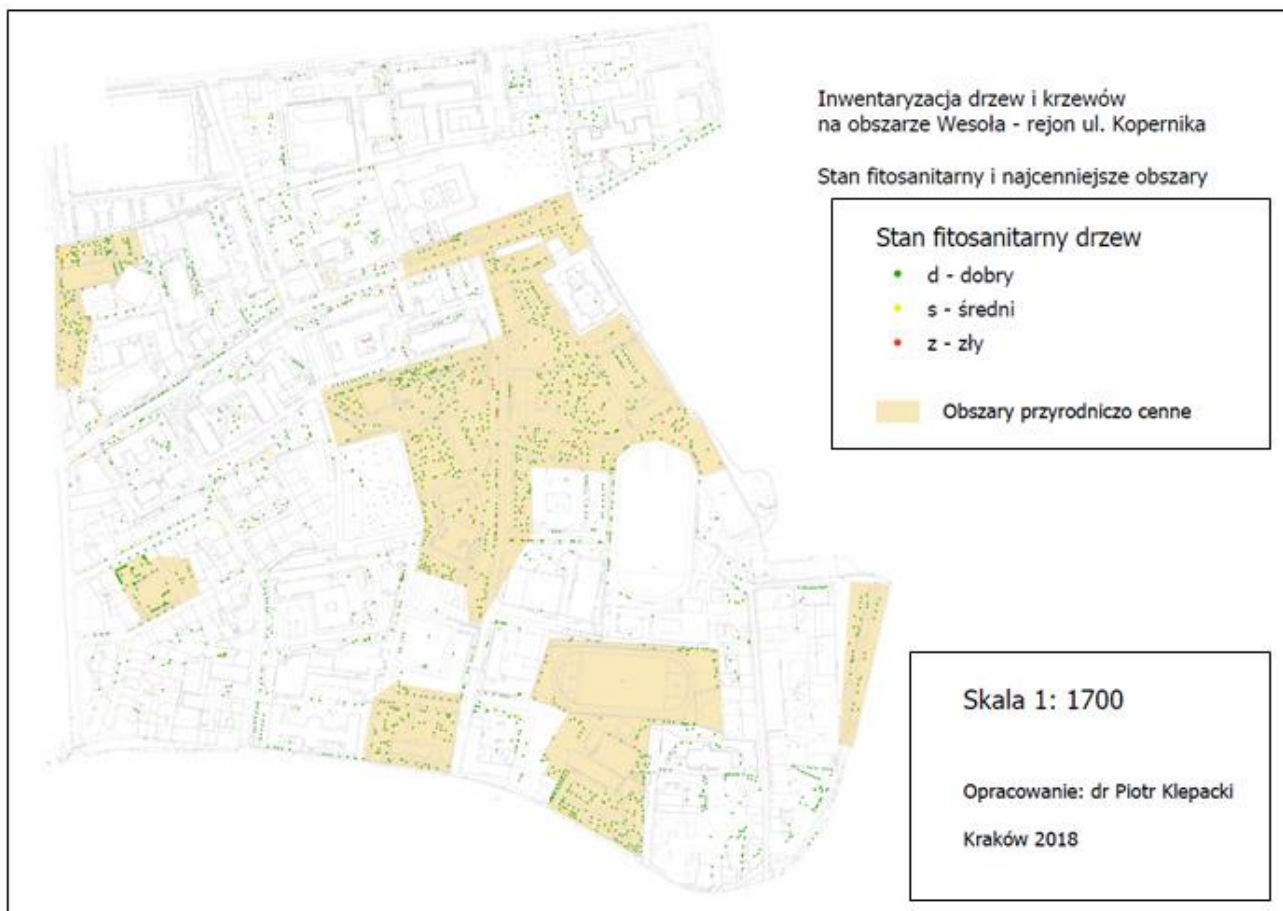 Inwentaryzacja drzew i krzewów
na obszarze Wesoła - rejon ul. Kopernika
Stan fitosanitarny i najcenniejsze obszary
Stan fitosanitarny drzew
d - dobry
s - średni
z - zły
Obszary przyrodniczo cenne
Skala 1: 1700
Opracowanie: dr Piotr Klepacki
Kraków 2018